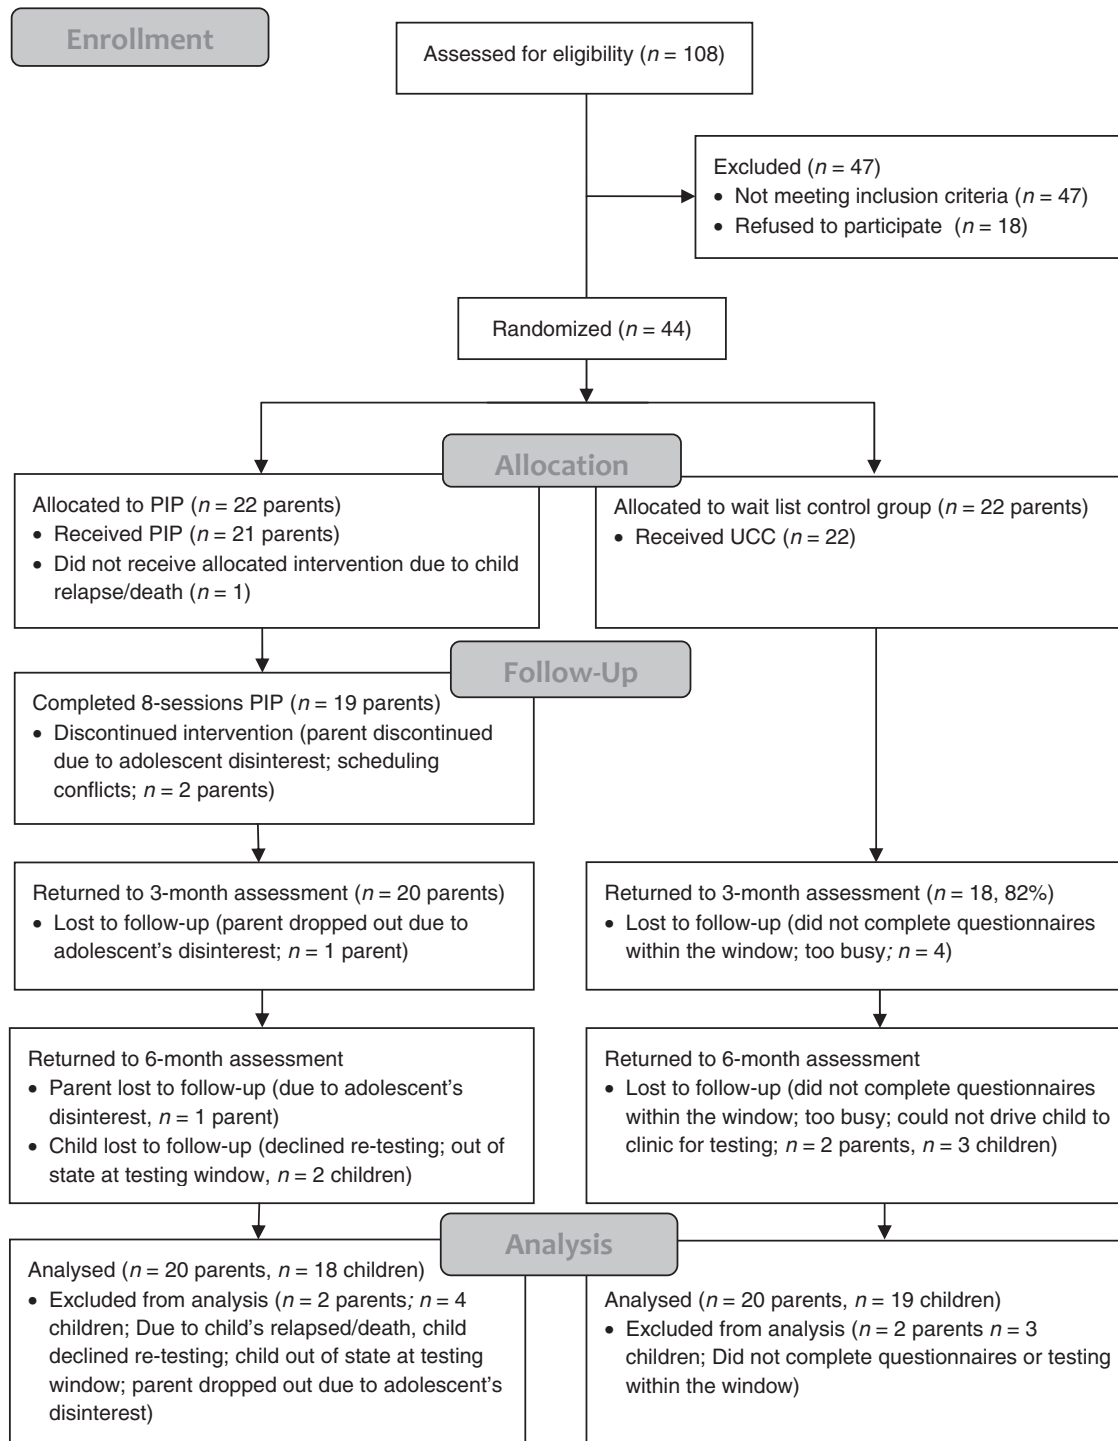 Enrollment
Assessed for eligibility (n = 108)
Excluded (n = 47)
• Not meeting inclusion criteria (n = 47)
• Refused to participate (n = 18)
Randomized (n = 44)
Allocation
Allocated to PIP (n = 22 parents)
• Received PIP (n = 21 parents)
• Did not receive allocated intervention due to child
relapse/death (n = 1)
Allocated to wait list control group (n = 22 parents)
• Received UCC (n = 22)
Follow-Up
Completed 8-sessions PIP (n = 19 parents)
• Discontinued intervention (parent discontinued
due to adolescent disinterest; scheduling
conflicts; n = 2 parents)
Returned to 3-month assessment (n = 20 parents)
• Lost to follow-up (parent dropped out due to
adolescent's disinterest; n = 1 parent)
Returned to 3-month assessment (n = 18, 82%)
• Lost to follow-up (did not complete questionnaires
within the window; too busy; n = 4)
Returned to 6-month assessment
• Parent lost to follow-up (due to adolescent's
disinterest, n = 1 parent)
• Child lost to follow-up (declined re-testing; out of
state at testing window, n = 2 children)
Returned to 6-month assessment
• Lost to follow-up (did not complete questionnaires
within the window; too busy; could not drive child to
clinic for testing; n = 2 parents, n = 3 children)
Analysis
Analysed (n = 20 parents, n = 18 children)
• Excluded from analysis (n = 2 parents; n = 4
children; Due to child's relapsed/death, child
declined re-testing; child out of state at testing
window; parent dropped out due to adolescent's
disinterest)
Analysed (n = 20 parents, n = 19 children)
• Excluded from analysis (n = 2 parents n = 3
children; Did not complete questionnaires or testing
within the window)